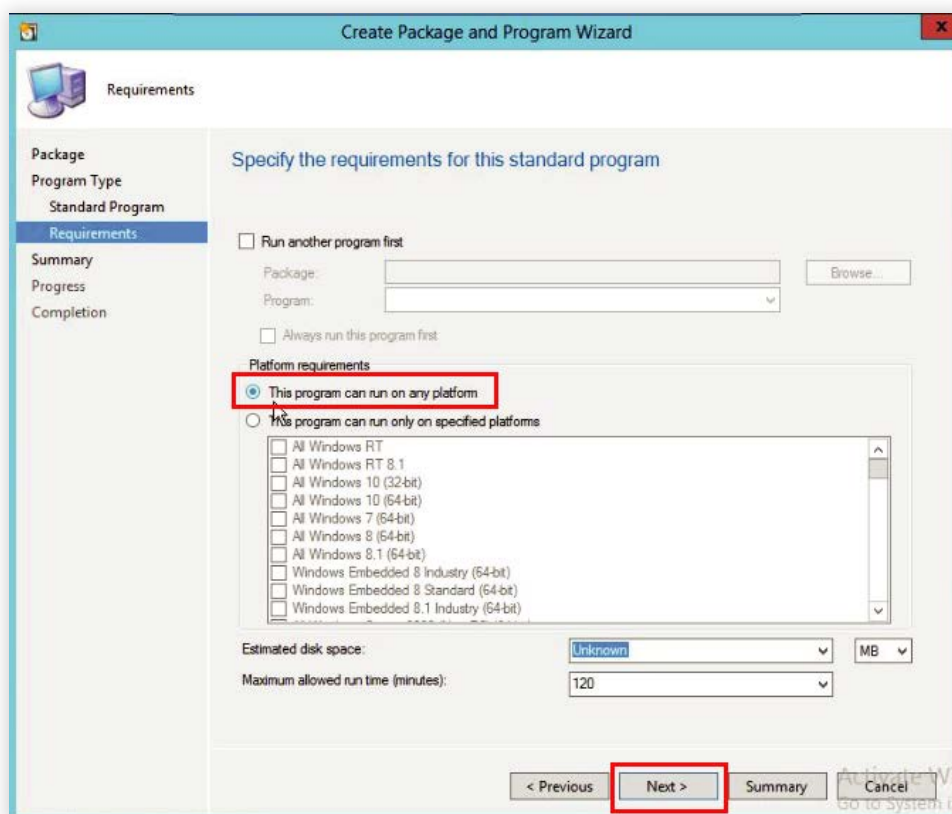 Create Package and Program Wizard
x
Requirements
Package
Program Type
Standard Program
Requirements
Summary
Progress
Completion
Specify the requirements for this standard program
Run another program first
Package:
Browse...
Program:
Always run this program first
Platform requirements
This program can run on any platform
This program can run only on specified platforms
All Windows RT
All Windows RT 8.1
All Windows 10 (32-bit)
All Windows 10 (64-bit)
All Windows 7 (64-bit)
All Windows 8 (64-bit)
All Windows 8.1 (64-bit)
Windows Embedded 8 Industry (64-bit)
Windows Embedded 8 Standard (64-bit)
Windows Embedded 8.1 Industry (64-bit)
Estimated disk space:
Unknown
MB
Maximum allowed run time (minutes):
120
< Previous
Next >
Summary
Cancel
Activate W
Go to System i